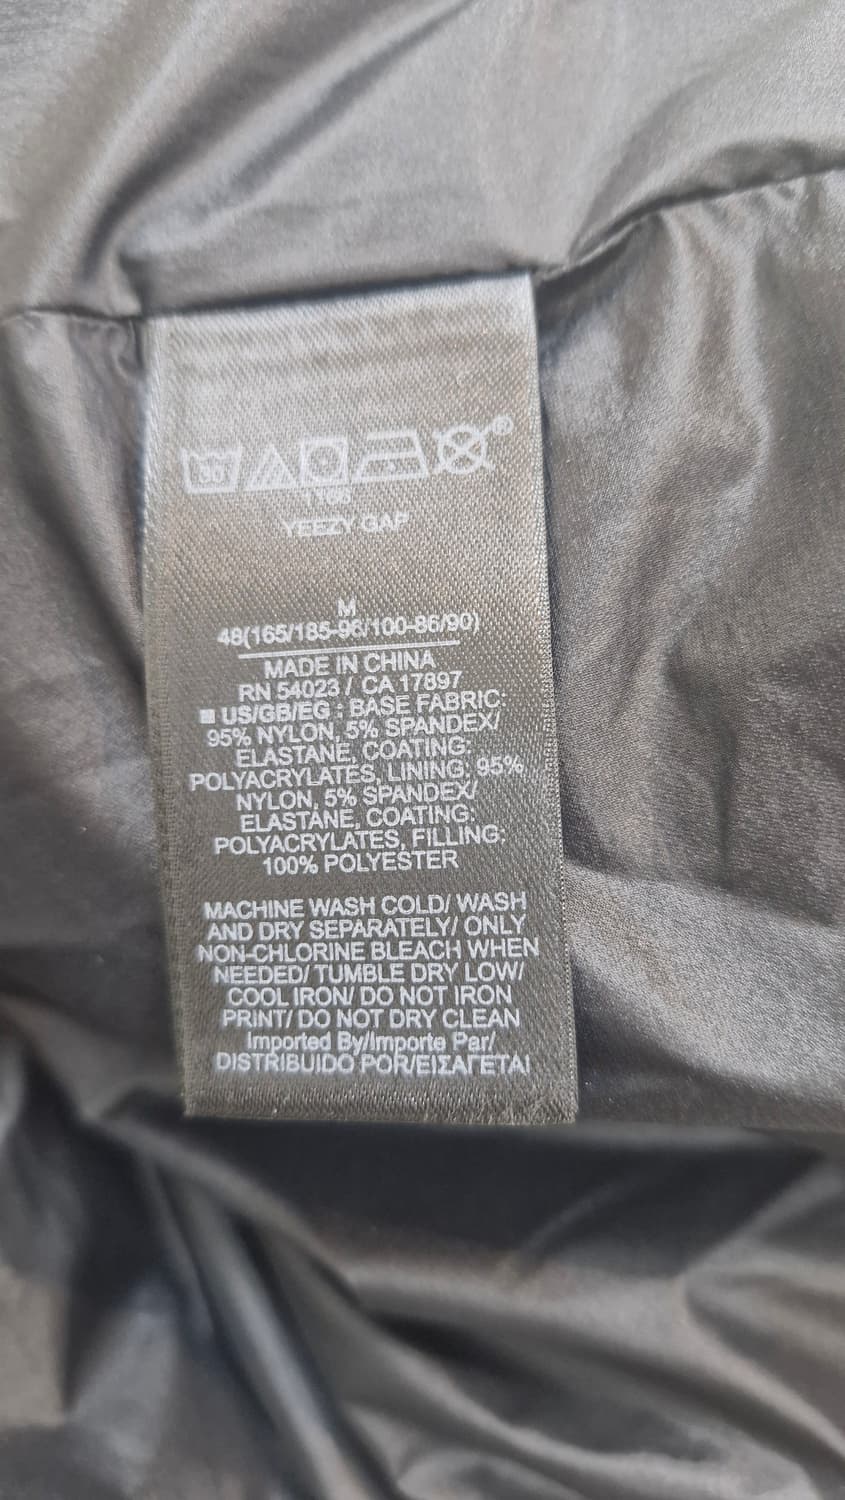 30°
®
YEEZY GAP
M
48(165/185-96/100-86/90)
MADE IN CHINA
RN 54023 / CA 17897
■ US/GB/EG : BASE FABRIC:
95% NYLON, 5% SPANDEX/
ELASTANE, COATING:
POLYACRYLATES, LINING: 95%
NYLON, 5% SPANDEX/
ELASTANE, COATING:
POLYACRYLATES, FILLING:
100% POLYESTER
MACHINE WASH COLD/ WASH
AND DRY SEPARATELY/ ONLY
NON-CHLORINE BLEACH WHEN
NEEDED/ TUMBLE DRY LOW/
COOL IRON/ DO NOT IRON
PRINT/ DO NOT DRY CLEAN
Imported By/Importe Par/
DISTRIBUIDO POR/ΕΙΣΑΓΕΤΑΙ